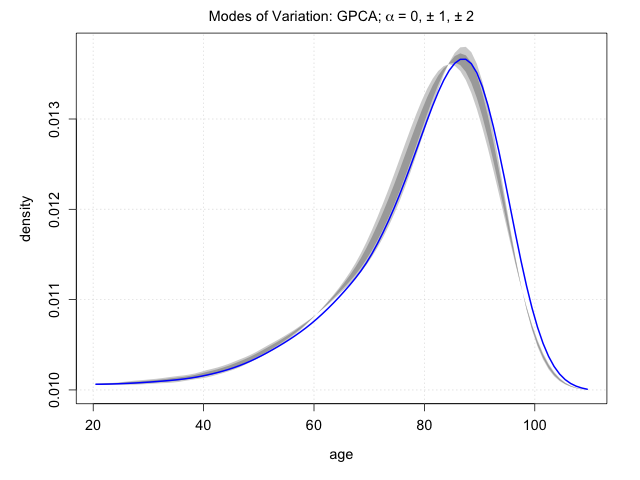 Modes of Variation: GPCA; α = 0, ± 1, ± 2
0.013
0.012
0.011
0.010
density
20 40 60 80 100
age